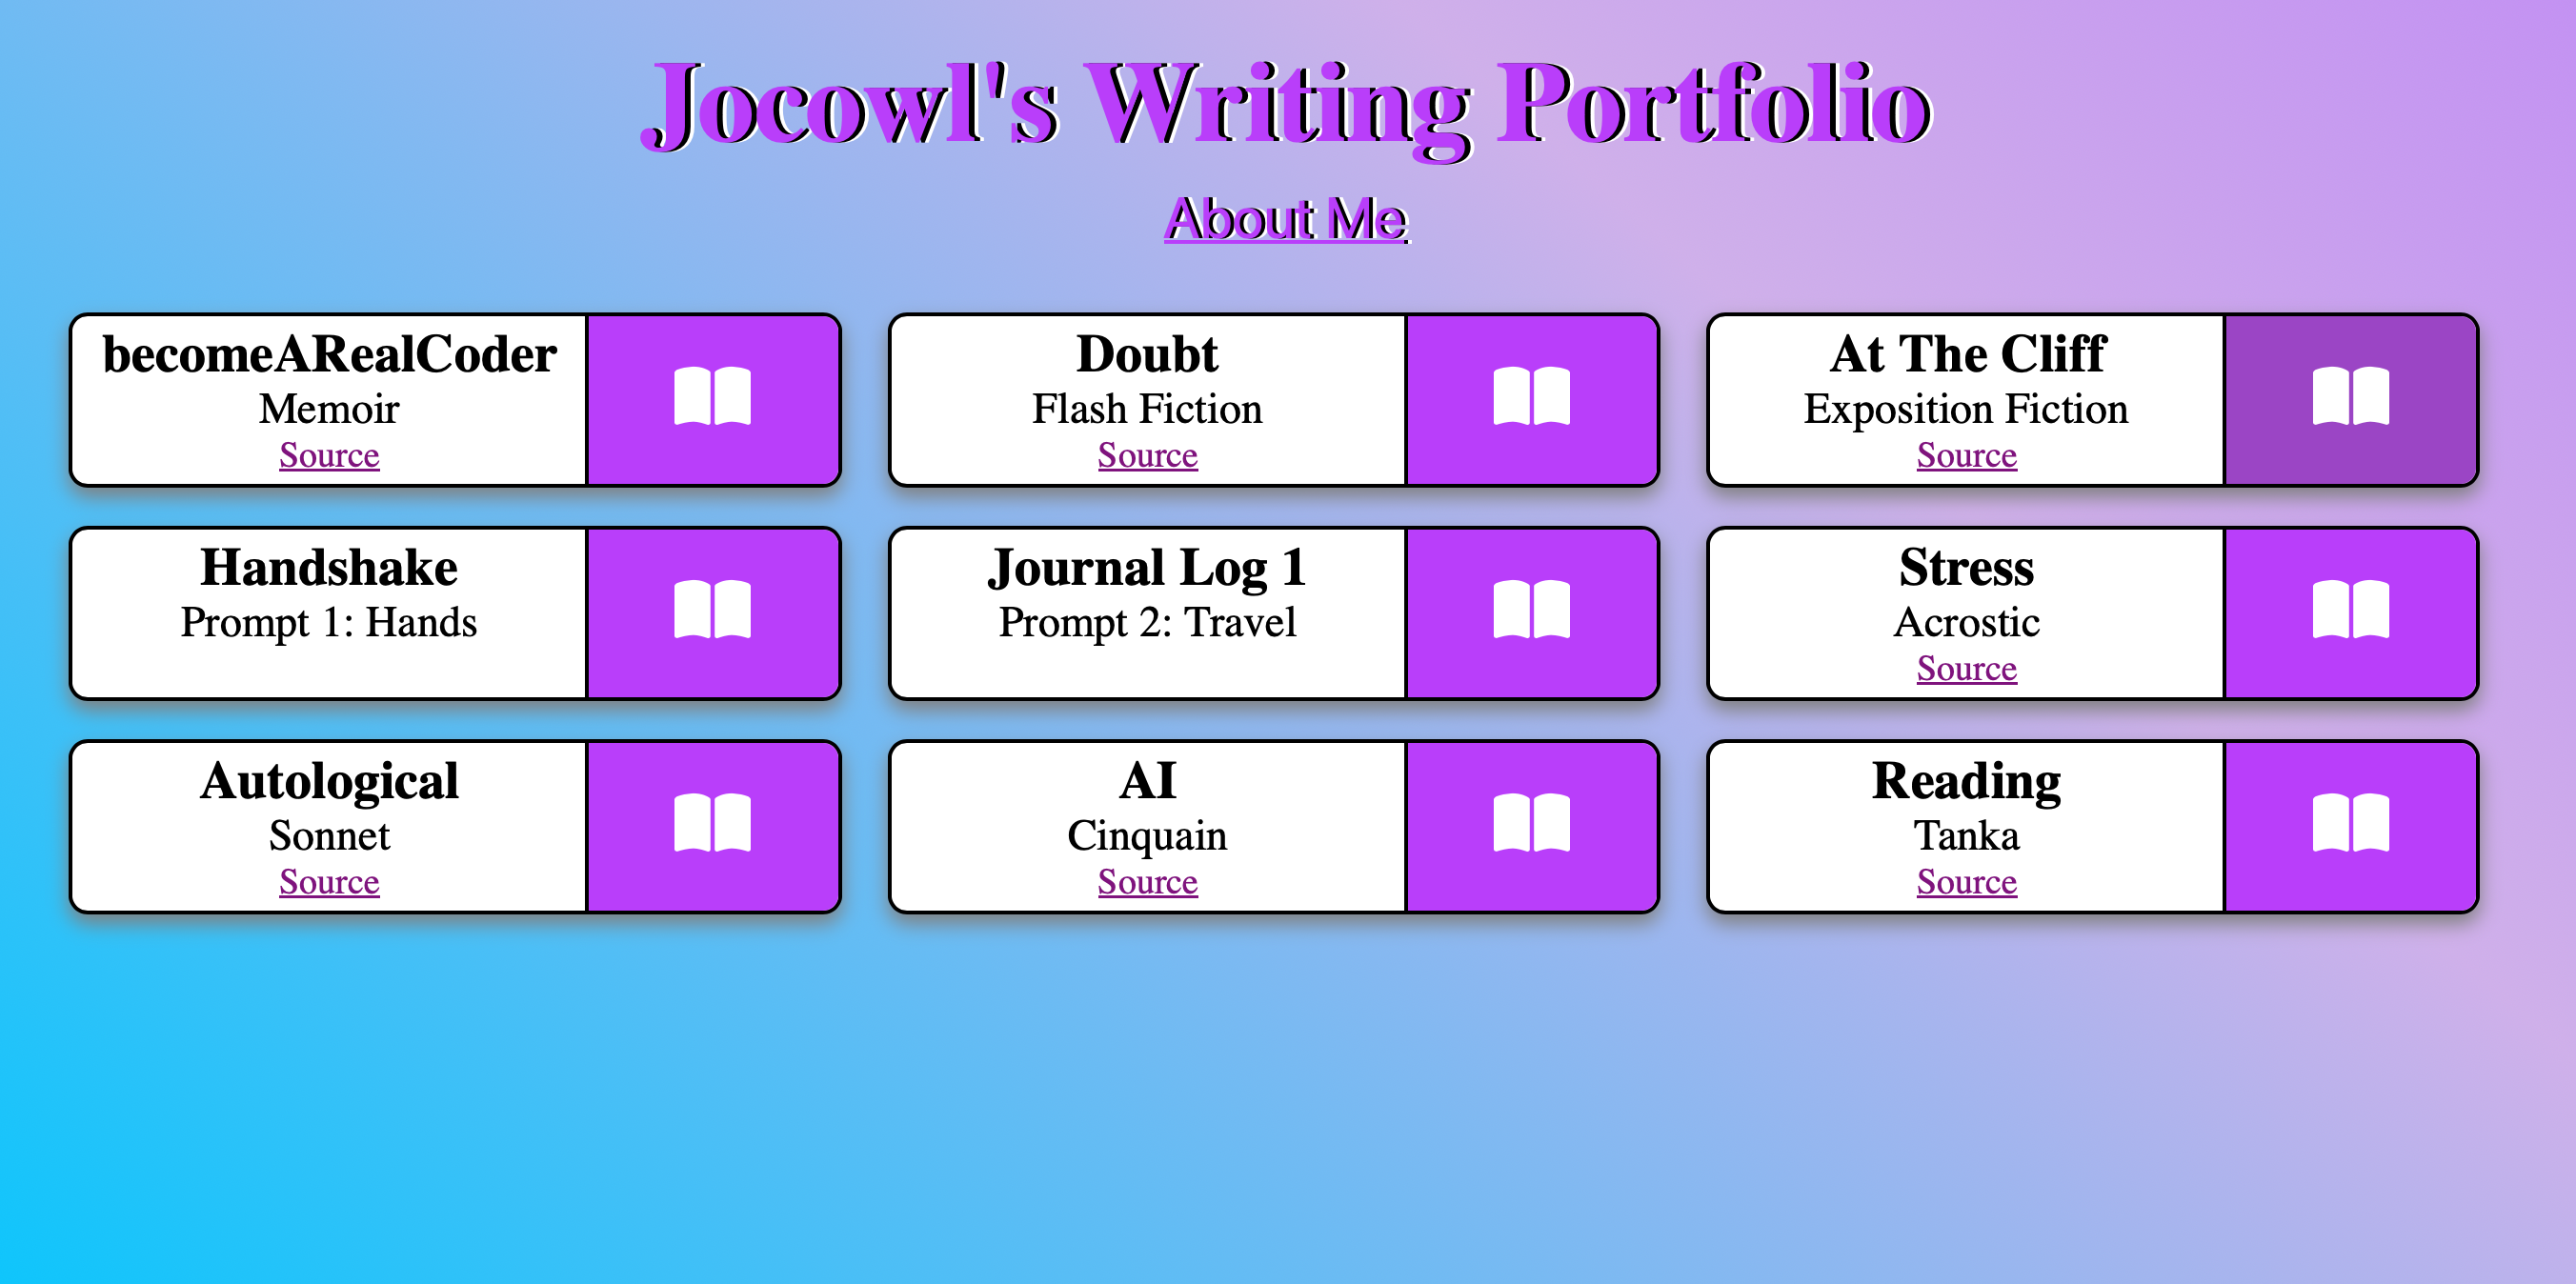 Jocowl's Writing Portfolio
About Me
becomeARealCoder
Memoir
Source
Doubt
Flash Fiction
Source
At The Cliff
Exposition Fiction
Source
Handshake
Prompt 1: Hands
Journal Log 1
Prompt 2: Travel
Stress
Acrostic
Source
Autological
Sonnet
Source
AI
Cinquain
Source
Reading
Tanka
Source